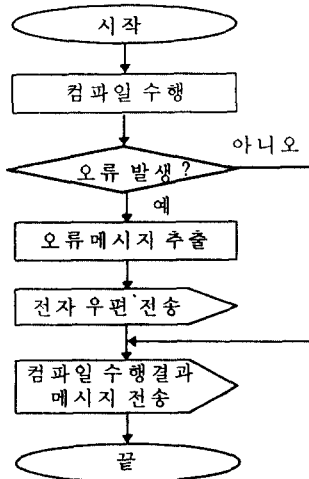 시작
컴파일 수행
아니오
오류 발생?
예
오류메시지 추출
전자 우편 전송
컴파일 수행결과
메시지 전송
끝